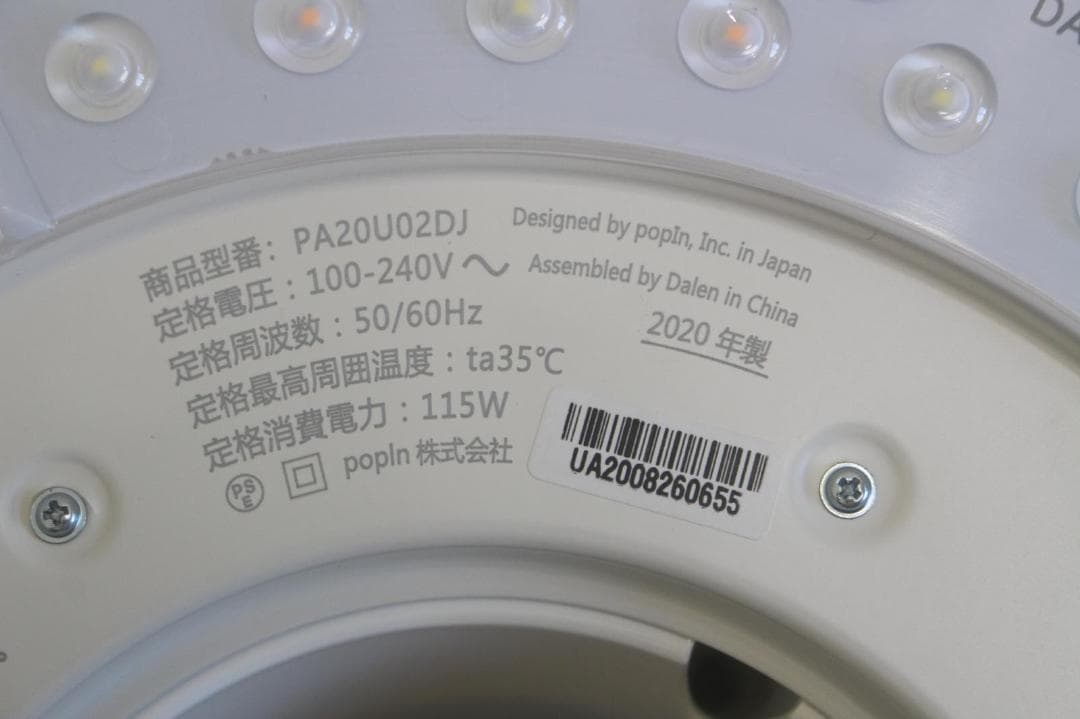 商品型番：PA20U02DJ
定格電圧：100-240V～
定格周波数：50/60Hz
定格最高周囲温度：ta35℃
定格消費電力：115W
PSE popIn 株式会社
Designed by popIn, Inc. in Japan
Assembled by Dalen in China
2020 年製
UA2008260655
DA